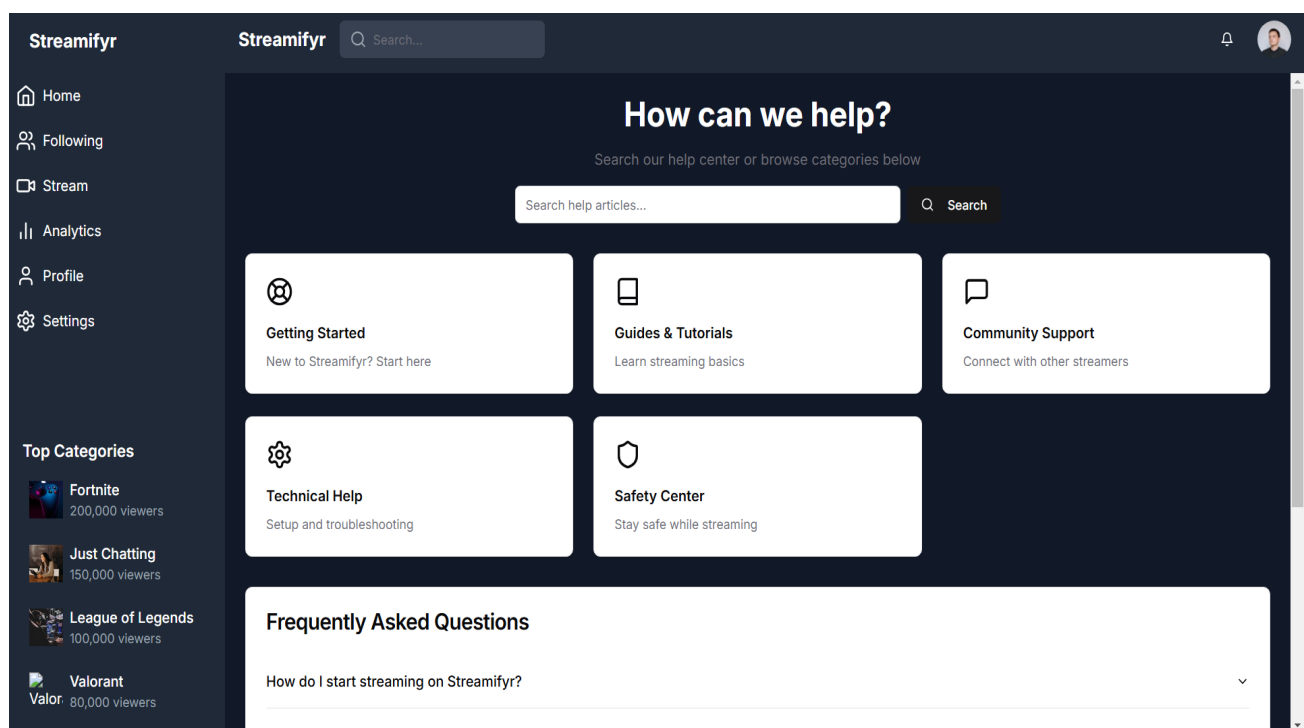 Streamifyr
Streamifyr
Search...
Home
Following
Stream
Analytics
Profile
Settings
Top Categories
Fortnite
200,000 viewers
Just Chatting
150,000 viewers
League of Legends
100,000 viewers
Valor
Valorant
80,000 viewers
How can we help?
Search our help center or browse categories below
Search help articles...
Search
Getting Started
New to Streamifyr? Start here
Guides & Tutorials
Learn streaming basics
Community Support
Connect with other streamers
Technical Help
Setup and troubleshooting
Safety Center
Stay safe while streaming
Frequently Asked Questions
How do I start streaming on Streamifyr?